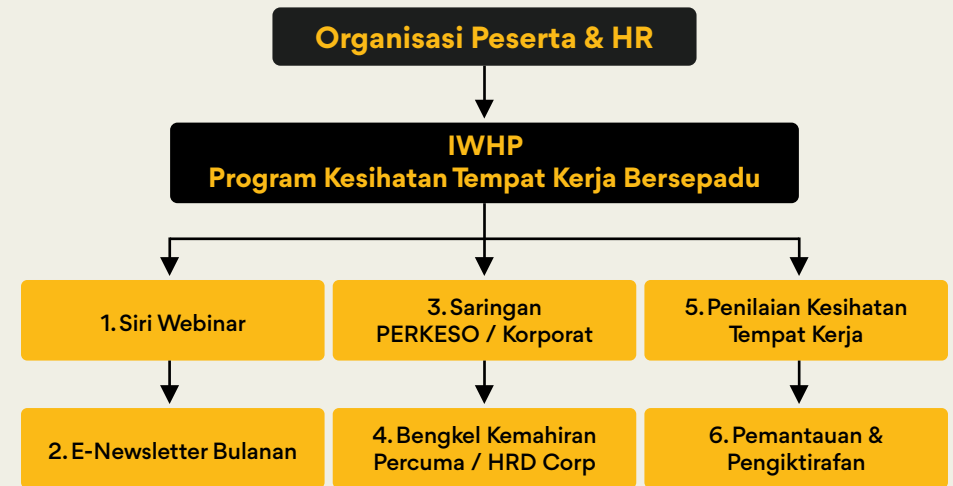 Organisasi Peserta & HR
IWHP
Program Kesihatan Tempat Kerja Bersepadu
1. Siri Webinar
3. Saringan
PERKESO / Korporat
5. Penilaian Kesihatan
Tempat Kerja
2. E-Newsletter Bulanan
4. Bengkel Kemahiran
Percuma / HRD Corp
6. Pemantauan &
Pengiktirafan